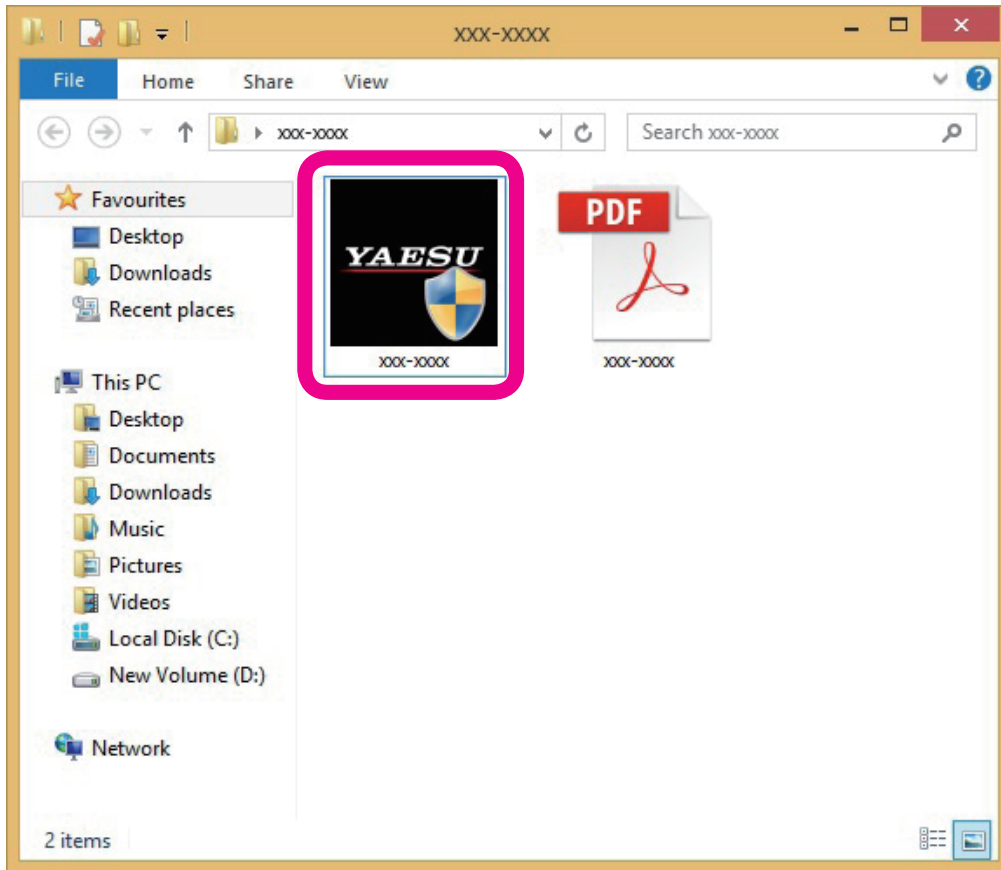 xxx-xxxx
File Home Share View
xxx-xxxx
Search xxx-xxxx
Favourites
Desktop
Downloads
Recent places
This PC
Desktop
Documents
Downloads
Music
Pictures
Videos
Local Disk (C:)
New Volume (D:)
Network
YAESU
xxx-xxxx
PDF
xxx-xxxx
2 items